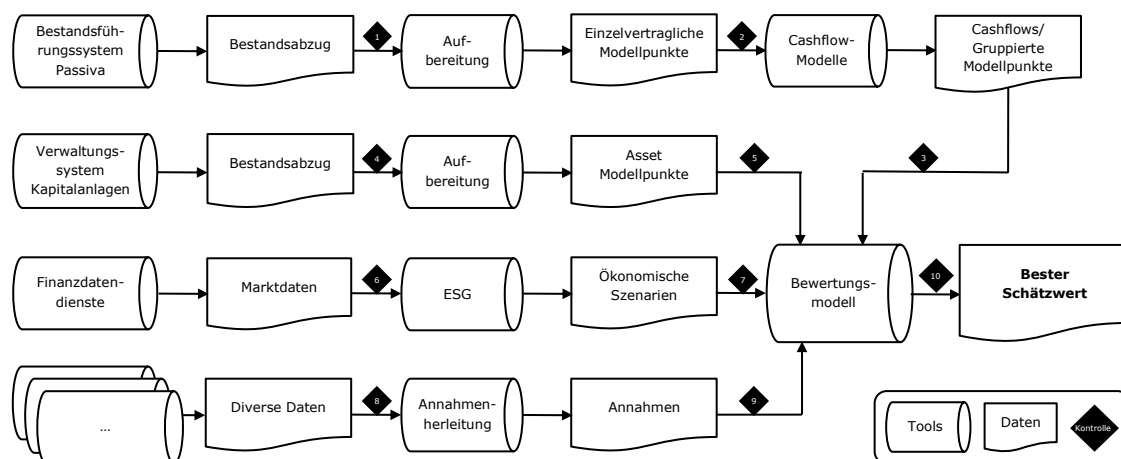 Bestandsfüh-
rungssystem
Passiva
Bestandsabzug
1
Auf-
bereitung
Einzelvertragliche
Modellpunkte
2
Cashflow-
Modelle
Cashflows/
Gruppierte
Modellpunkte
Verwaltungs-
system
Kapitalanlagen
Bestandsabzug
4
Auf-
bereitung
Asset
Modellpunkte
5
3
Finanzdaten-
dienste
Marktdaten
6
ESG
Ökonomische
Szenarien
7
Bewertungs-
modell
10
Bester
Schätzwert
...
Diverse Daten
8
Annahmen-
herleitung
Annahmen
9
Tools
Daten
Kontrolle